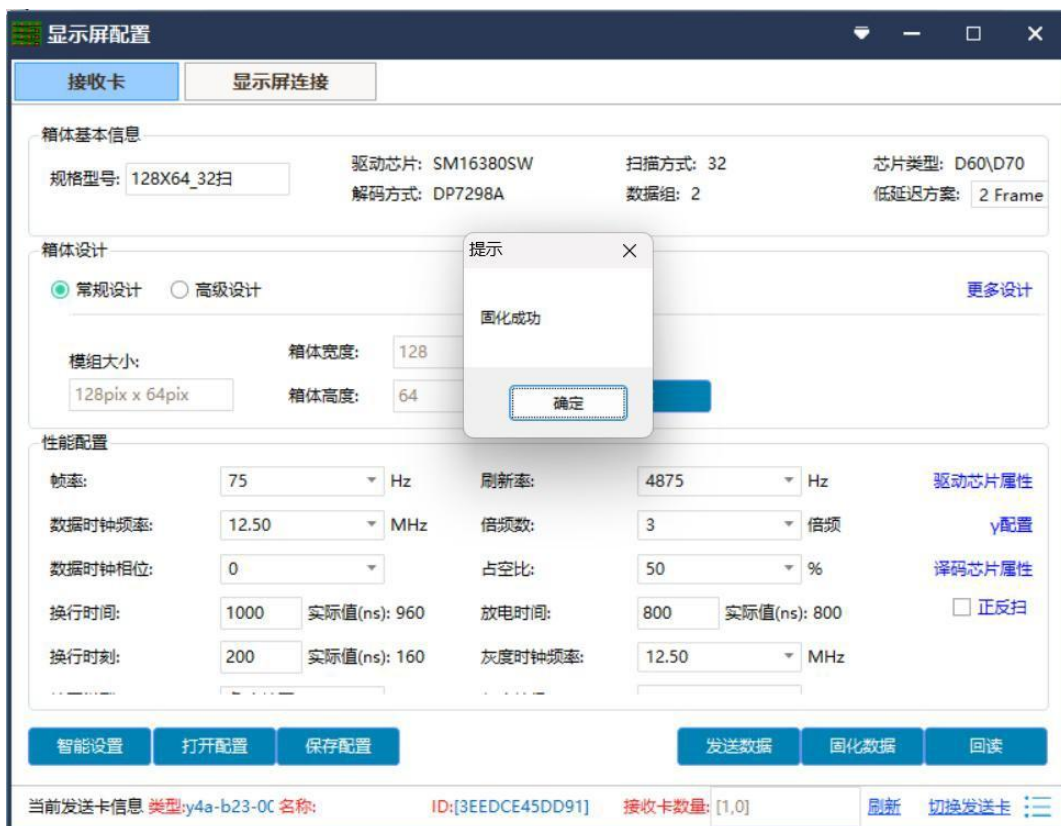 显示屏配置
接收卡 显示屏连接
箱体基本信息
规格型号: 128X64_32扫 驱动芯片: SM16380SW 扫描方式: 32 芯片类型: D60\D70
解码方式: DP7298A 数据组: 2 低延迟方案: 2 Frame
箱体设计
常规设计 高级设计 更多设计
提示
固化成功
确定
模组大小: 箱体宽度: 128
128pix x 64pix 箱体高度: 64
性能配置
帧率: 75 Hz 刷新率: 4875 Hz 驱动芯片属性
数据时钟频率: 12.50 MHz 倍频数: 3 倍频 γ配置
数据时钟相位: 0 占空比: 50 % 译码芯片属性
换行时间: 1000 实际值(ns): 960 放电时间: 800 实际值(ns): 800 正反扫
换行时刻: 200 实际值(ns): 160 灰度时钟频率: 12.50 MHz
智能设置 打开配置 保存配置 发送数据 固化数据 回读
当前发送卡信息 类型:y4a-b23-0 名称: ID:[3EEDCE45DD91] 接收卡数量: [1,0] 刷新 切换发送卡